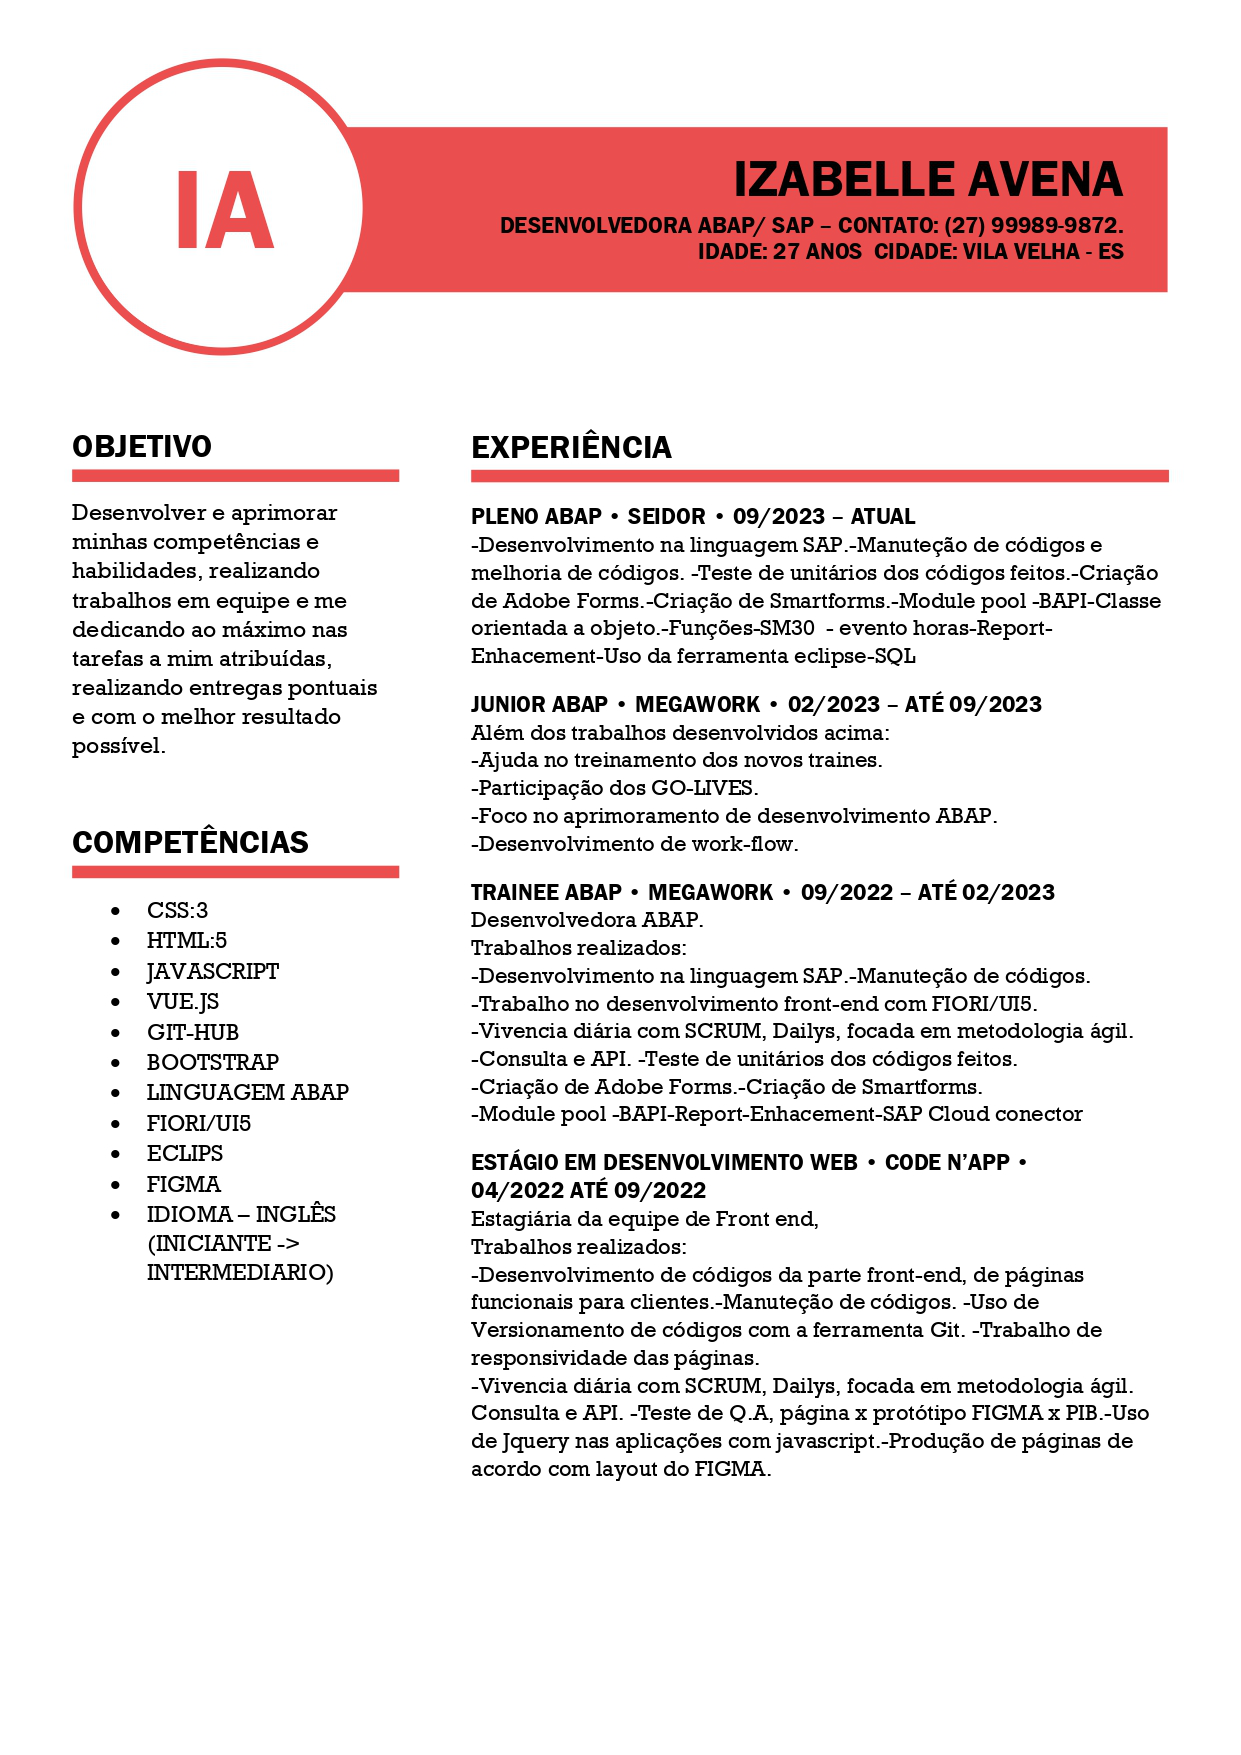 IA
IZABELLE AVENA
DESENVOLVEDORA ABAP/ SAP – CONTATO: (27) 99989-9872.
IDADE: 27 ANOS  CIDADE: VILA VELHA - ES
OBJETIVO
Desenvolver e aprimorar
minhas competências e
habilidades, realizando
trabalhos em equipe e me
dedicando ao máximo nas
tarefas a mim atribuídas,
realizando entregas pontuais
e com o melhor resultado
possível.
COMPETÊNCIAS
• CSS:3
• HTML:5
• JAVASCRIPT
• VUE.JS
• GIT-HUB
• BOOTSTRAP
• LINGUAGEM ABAP
• FIORI/UI5
• ECLIPS
• FIGMA
• IDIOMA – INGLÊS
(INICIANTE ->
INTERMEDIARIO)
EXPERIÊNCIA
PLENO ABAP • SEIDOR • 09/2023 – ATUAL
-Desenvolvimento na linguagem SAP.-Manuteção de códigos e
melhoria de códigos. -Teste de unitários dos códigos feitos.-Criação
de Adobe Forms.-Criação de Smartforms.-Module pool -BAPI-Classe
orientada a objeto.-Funções-SM30  - evento horas-Report-
Enhacement-Uso da ferramenta eclipse-SQL
JUNIOR ABAP • MEGAWORK • 02/2023 – ATÉ 09/2023
Além dos trabalhos desenvolvidos acima:
-Ajuda no treinamento dos novos traines.
-Participação dos GO-LIVES.
-Foco no aprimoramento de desenvolvimento ABAP.
-Desenvolvimento de work-flow.
TRAINEE ABAP • MEGAWORK • 09/2022 – ATÉ 02/2023
Desenvolvedora ABAP.
Trabalhos realizados:
-Desenvolvimento na linguagem SAP.-Manuteção de códigos.
-Trabalho no desenvolvimento front-end com FIORI/UI5.
-Vivencia diária com SCRUM, Dailys, focada em metodologia ágil.
-Consulta e API. -Teste de unitários dos códigos feitos.
-Criação de Adobe Forms.-Criação de Smartforms.
-Module pool -BAPI-Report-Enhacement-SAP Cloud conector
ESTÁGIO EM DESENVOLVIMENTO WEB • CODE N’APP •
04/2022 ATÉ 09/2022
Estagiária da equipe de Front end,
Trabalhos realizados:
-Desenvolvimento de códigos da parte front-end, de páginas
funcionais para clientes.-Manuteção de códigos. -Uso de
Versionamento de códigos com a ferramenta Git. -Trabalho de
responsividade das páginas.
-Vivencia diária com SCRUM, Dailys, focada em metodologia ágil.
Consulta e API. -Teste de Q.A, página x protótipo FIGMA x PIB.-Uso
de Jquery nas aplicações com javascript.-Produção de páginas de
acordo com layout do FIGMA.